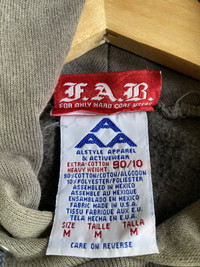 F.A.B.
FOR ONLY HARD CORE
AAA
ALSTYLE APPAREL
& ACTIVEWEAR
EXTRA-COTTON 90/10
HEAVY WEIGHT
90%COTTON/COTON/ALGODON
10%POLYESTER/POLIESTER
ASSEMBLED IN MEXICO
ASSEMBLE AU MEXIQUE
ENSAMBLADO EN MEXICO
FABRIC MADE IN U.S.A.
TISSU FABRIQUE AUX E.U.
TELA HECHA EN E.U.A.
SIZE TAILLE TALLA
M M M
CARE ON REVERSE